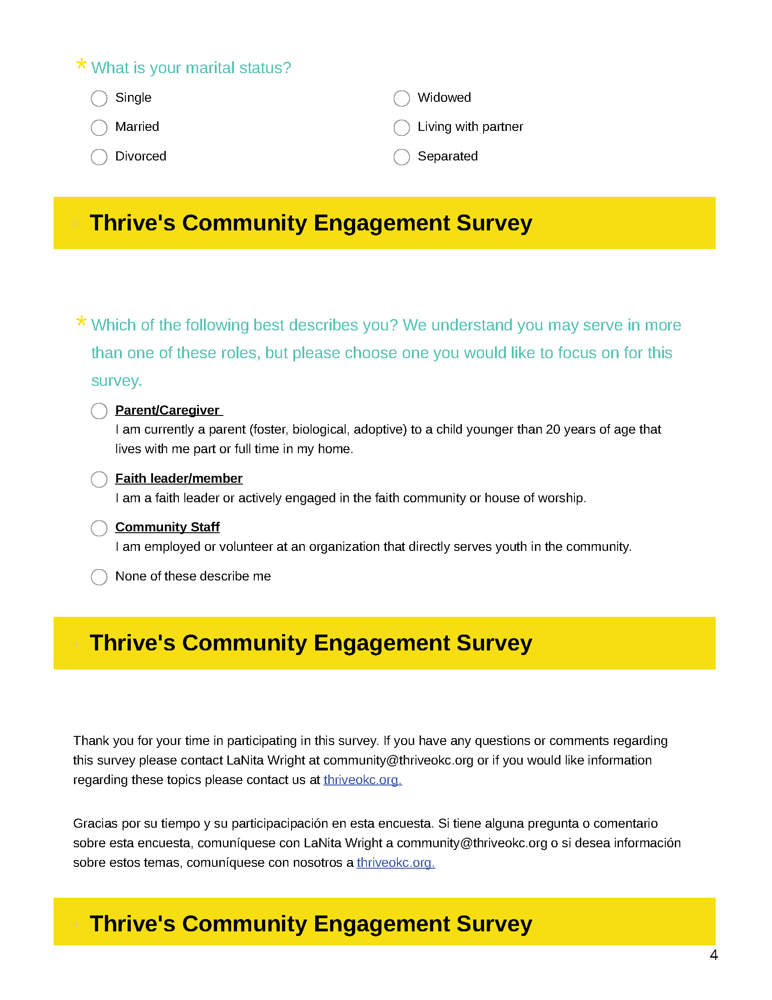 * What is your marital status?
Single
Widowed
Married
Living with partner
Divorced
Separated
Thrive's Community Engagement Survey
* Which of the following best describes you? We understand you may serve in more
than one of these roles, but please choose one you would like to focus on for this
survey.
Parent/Caregiver
I am currently a parent (foster, biological, adoptive) to a child younger than 20 years of age that
lives with me part or full time in my home.
Faith leader/member
I am a faith leader or actively engaged in the faith community or house of worship.
Community Staff
I am employed or volunteer at an organization that directly serves youth in the community.
None of these describe me
Thrive's Community Engagement Survey
Thank you for your time in participating in this survey. If you have any questions or comments regarding
this survey please contact LaNita Wright at community@thriveokc.org or if you would like information
regarding these topics please contact us at thriveokc.org.
Gracias por su tiempo y su participacipación en esta encuesta. Si tiene alguna pregunta o comentario
sobre esta encuesta, comuníquese con LaNita Wright a community@thriveokc.org o si desea información
sobre estos temas, comuníquese con nosotros a thriveokc.org.
Thrive's Community Engagement Survey
4